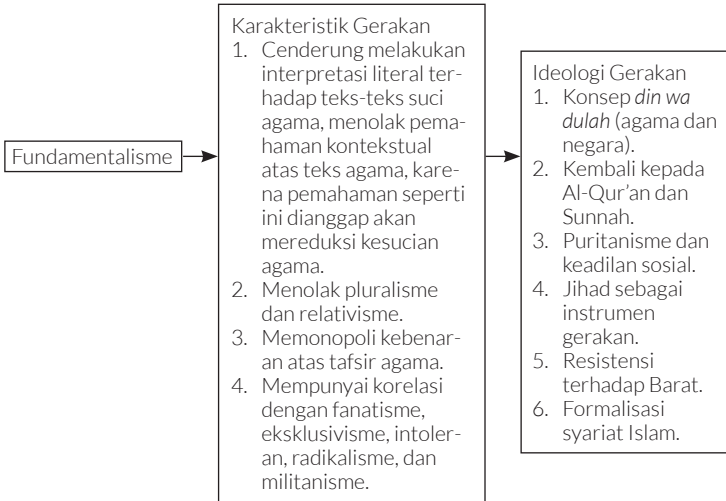 Fundamentalisme
Karakteristik Gerakan
1. Cenderung melakukan
interpretasi literal ter-
hadap teks-teks suci
agama, menolak pema-
haman kontekstual
atas teks agama, kare-
na pemahaman seperti
ini dianggap akan
mereduksi kesucian
agama.
2. Menolak pluralisme
dan relativisme.
3. Memonopoli kebenar-
an atas tafsir agama.
4. Mempunyai korelasi
dengan fanatisme,
eksklusivisme, intoler-
an, radikalisme, dan
militanisme.
Ideologi Gerakan
1. Konsep din wa
dulah (agama dan
negara).
2. Kembali kepada
Al-Qur'an dan
Sunnah.
3. Puritanisme dan
keadilan sosial.
4. Jihad sebagai
instrumen
gerakan.
5. Resistensi
terhadap Barat.
6. Formalisasi
syariat Islam.